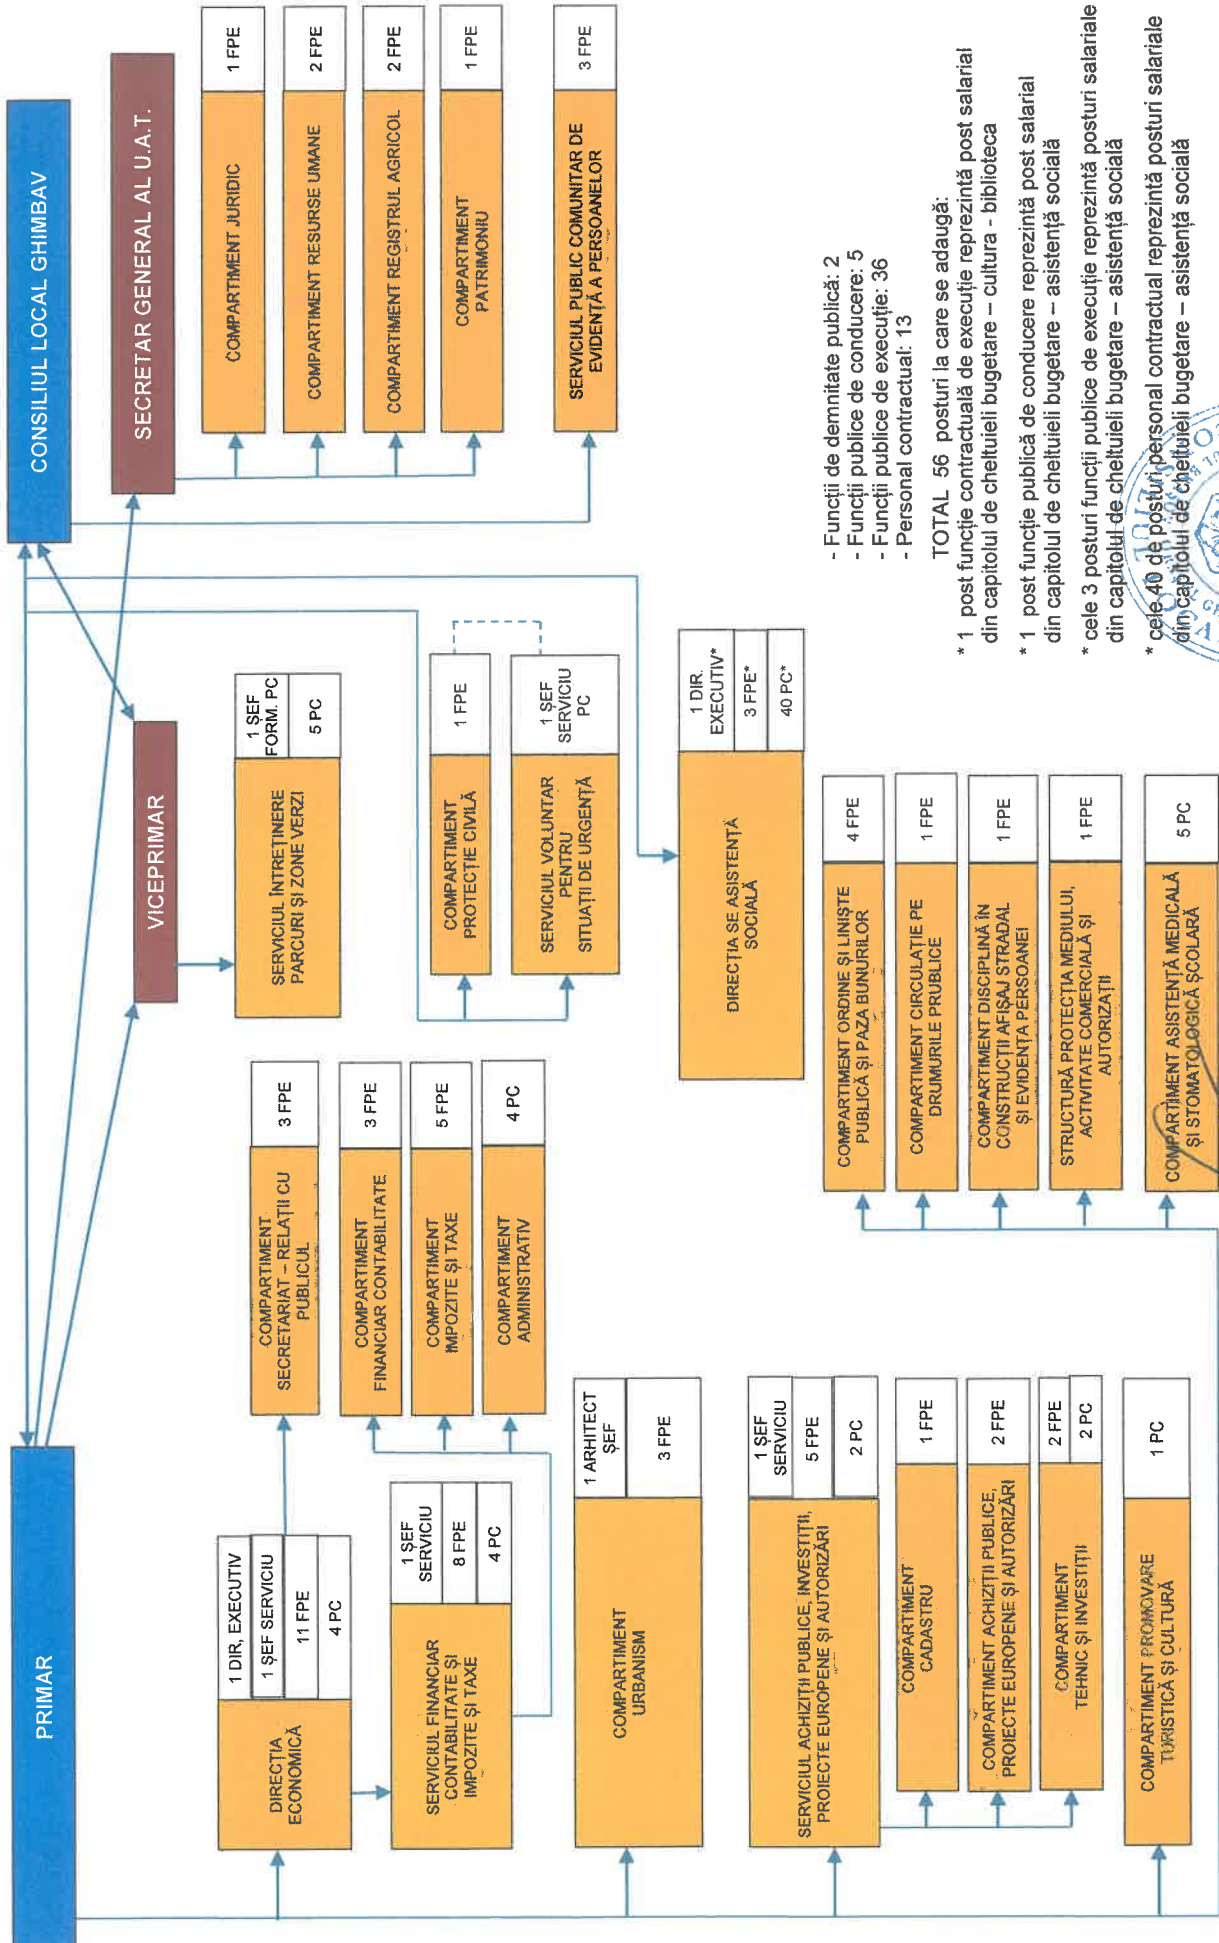 PRIMAR
CONSILIUL LOCAL GHIMBAV
VICEPRIMAR
SECRETAR GENERAL AL U.A.T.
DIRECȚIA
ECONOMICĂ
1 DIR, EXECUTIV
1 ȘEF SERVICIU
11 FPE
4 PC
COMPARTIMENT
SECRETARIAT – RELAȚII CU
PUBLICUL
3 FPE
SERVICIUL FINANCIAR
CONTABILITATE ȘI
IMPOZITE ȘI TAXE
1 ȘEF
SERVICIU
8 FPE
4 PC
COMPARTIMENT
FINANCIAR CONTABILITATE
3 FPE
COMPARTIMENT
IMPOZITE ȘI TAXE
5 FPE
COMPARTIMENT
ADMINISTRATIV
4 PC
COMPARTIMENT
URBANISM
1 ARHITECT
ȘEF
3 FPE
SERVICIUL ACHIZIȚII PUBLICE, INVESTIȚII,
PROIECTE EUROPENE ȘI AUTORIZĂRI
1 ȘEF
SERVICIU
5 FPE
2 PC
COMPARTIMENT
CADASTRU
1 FPE
COMPARTIMENT ACHIZIȚII PUBLICE,
PROIECTE EUROPENE ȘI AUTORIZĂRI
2 FPE
COMPARTIMENT
TEHNIC ȘI INVESTIȚII
2 FPE
2 PC
COMPARTIMENT PROMOVARE
TURISTICĂ ȘI CULTURĂ
1 PC
SERVICIUL ÎNTREȚINERE
PARCURI ȘI ZONE VERZI
1 ȘEF
FORM. PC
5 PC
COMPARTIMENT
PROTECȚIE CIVILĂ
1 FPE
SERVICIUL VOLUNTAR
PENTRU
SITUAȚII DE URGENȚĂ
1 ȘEF
SERVICIU
PC
DIRECȚIA SE ASISTENȚĂ
SOCIALĂ
1 DIR.
EXECUTIV*
3 FPE*
40 PC*
COMPARTIMENT ORDINE ȘI LINIȘTE
PUBLICĂ ȘI PAZA BUNURILOR
4 FPE
COMPARTIMENT CIRCULAȚIE PE
DRUMURILE PRUBLICE
1 FPE
COMPARTIMENT DISCIPLINĂ ÎN
CONSTRUCȚII AFIȘAJ STRADAL
ȘI EVIDENȚA PERSOANEI
1 FPE
STRUCTURĂ PROTECȚIA MEDIULUI,
ACTIVITATE COMERCIALĂ ȘI
AUTORIZAȚII
1 FPE
COMPARTIMENT ASISTENȚĂ MEDICALĂ
ȘI STOMATOLOGICĂ ȘCOLARĂ
5 PC
COMPARTIMENT JURIDIC
1 FPE
COMPARTIMENT RESURSE UMANE
2 FPE
COMPARTIMENT REGISTRUL AGRICOL
2 FPE
COMPARTIMENT
PATRIMONIU
1 FPE
SERVICIUL PUBLIC COMUNITAR DE
EVIDENȚĂ A PERSOANELOR
3 FPE
- Funcții de demnitate publică: 2
- Funcții publice de conducere: 5
- Funcții publice de execuție: 36
- Personal contractual: 13
TOTAL 56 posturi la care se adaugă:
* 1 post funcție contractuală de execuție reprezintă post salarial
din capitolul de cheltuieli bugetare – cultura - biblioteca
* 1 post funcție publică de conducere reprezintă post salarial
din capitolul de cheltuieli bugetare – asistență socială
* cele 3 posturi funcții publice de execuție reprezintă posturi salariale
din capitolul de cheltuieli bugetare – asistență socială
* cele 40 de posturi personal contractual reprezintă posturi salariale
din capitolul de cheltuieli bugetare – asistență socială